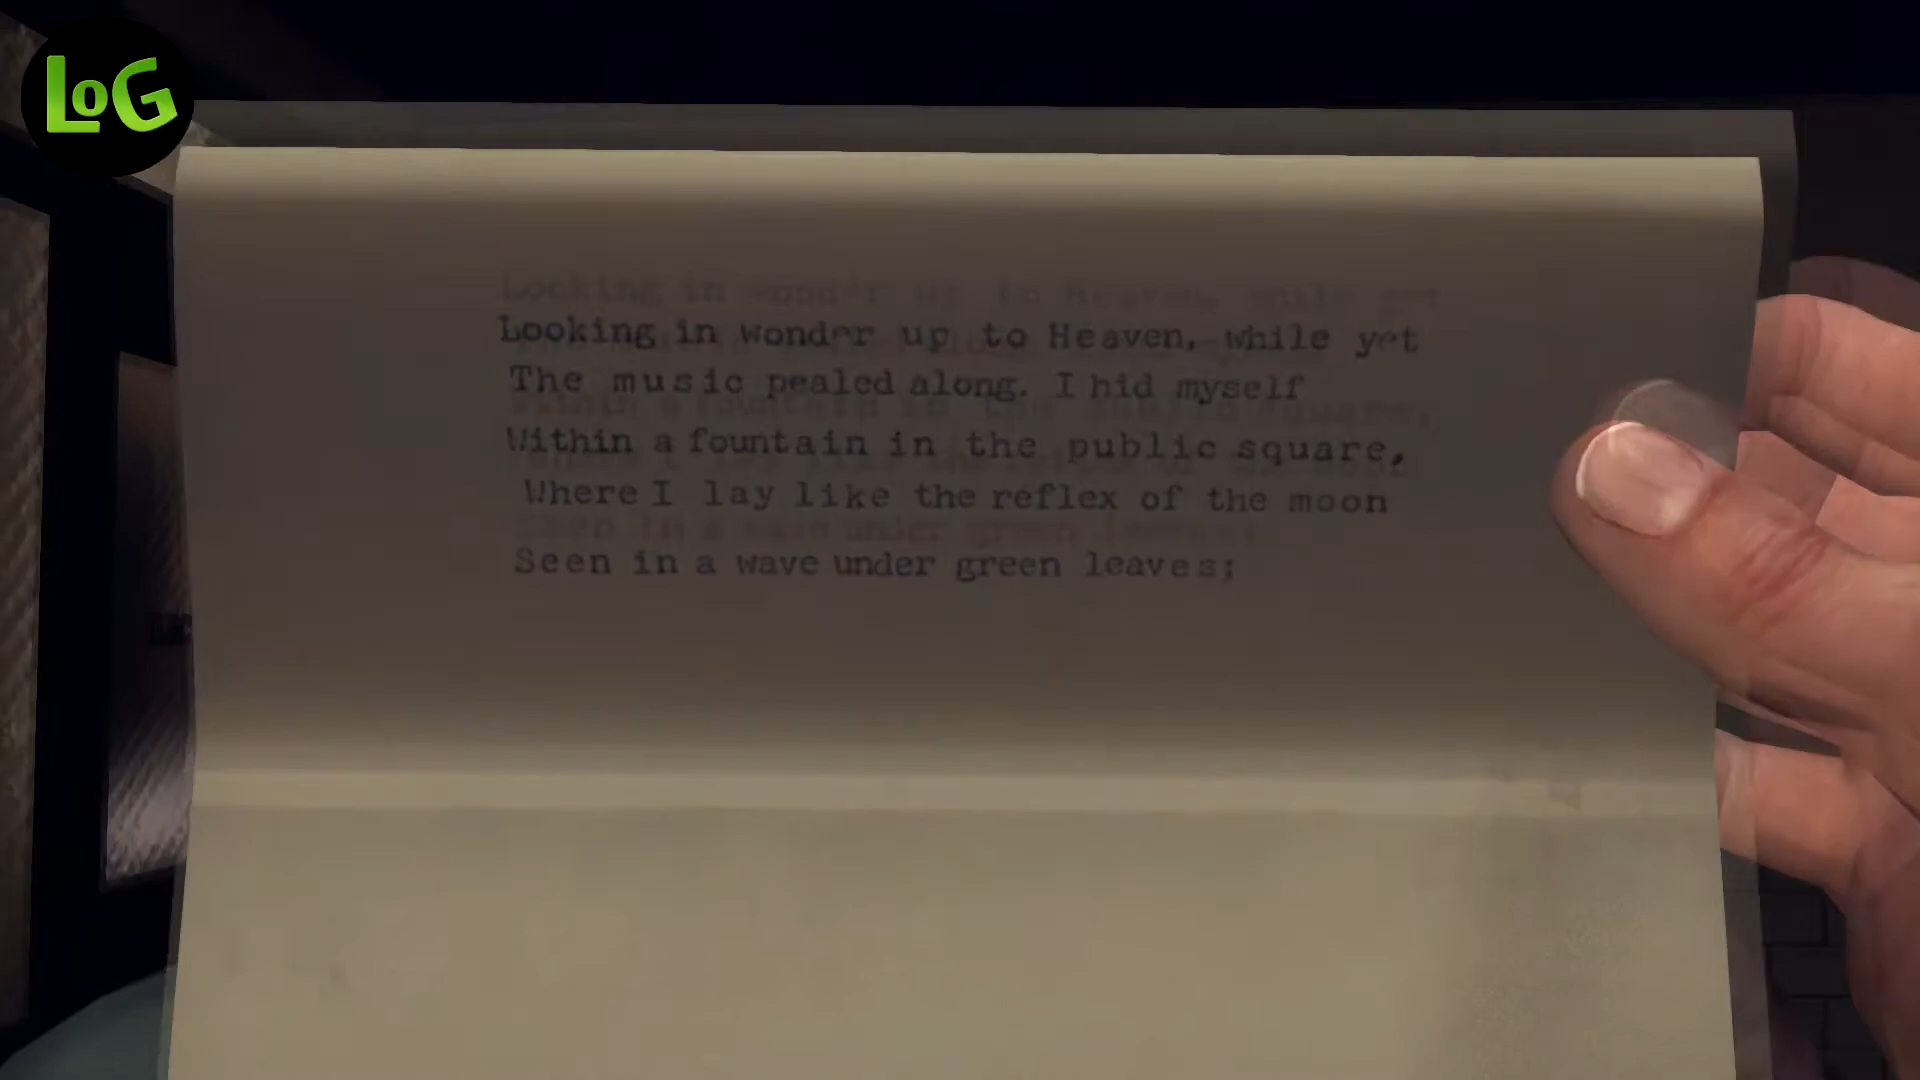 LoG
Looking in wonder up to Heaven, while yet
The music pealed along. I hid myself
Within a fountain in the public square,
Where I lay like the reflex of the moon
Seen in a wave under green leaves;